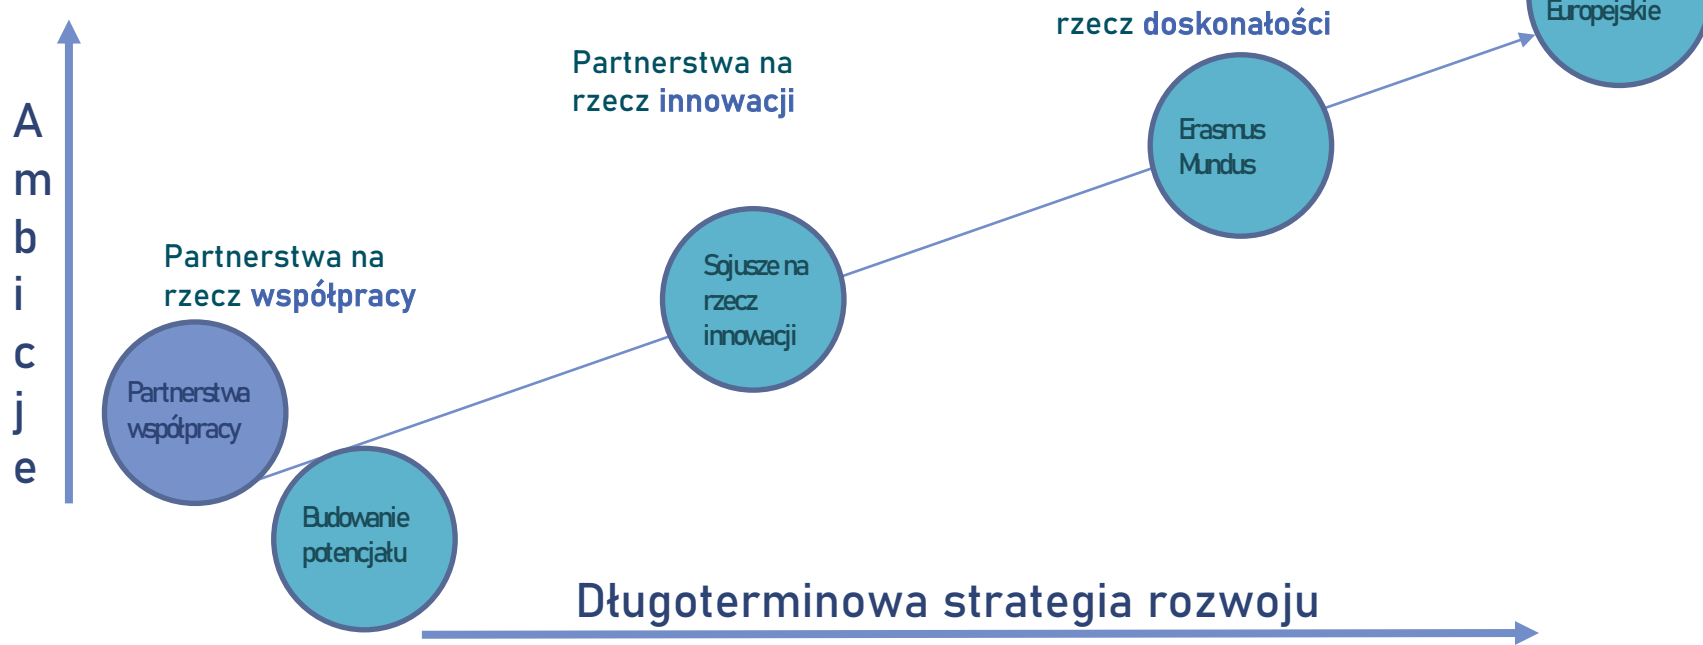 Europejskie
rzecz doskonałości
Partnerstwa na
rzecz innowacji
Ambicje
Erasmus
Mundus
Partnerstwa na
rzecz współpracy
Sojusze na
rzecz
innowacji
Partnerstwa
współpracy
Budowanie
potencjału
Długoterminowa strategia rozwoju